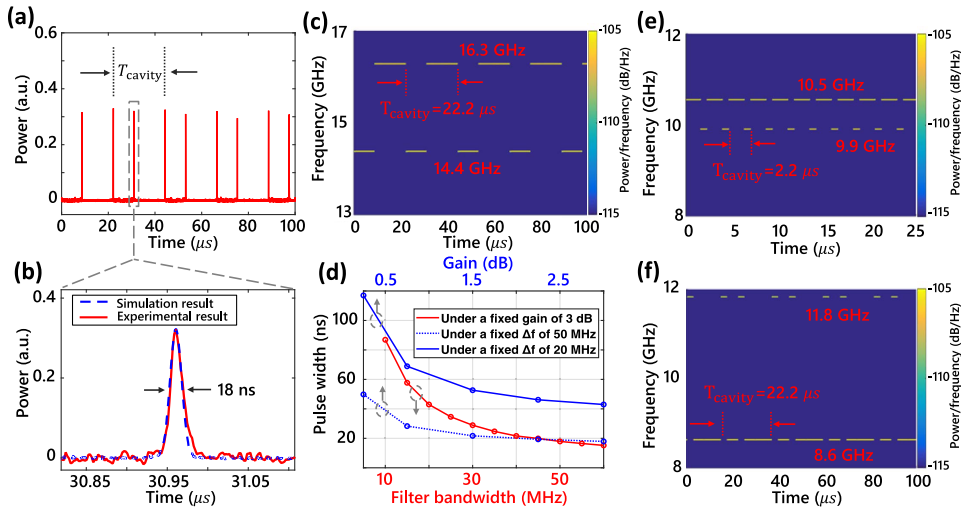 (a)
0.6
0.4
0.2
0
Power (a.u.)
T_cavity
0 20 40 60 80 100
Time (μs)
(b)
0.4
0.2
0
Power (a.u.)
Simulation result
Experimental result
18 ns
30.85 30.95 31.05
Time (μs)
(c)
17
15
13
Frequency (GHz)
16.3 GHz
T_cavity=22.2 μs
14.4 GHz
0 20 40 60 80 100
Time (μs)
-105
-110
-115
Power/frequency (dB/Hz)
(d)
Gain (dB)
0.5 1.5 2.5
100
60
20
Pulse width (ns)
Under a fixed gain of 3 dB
Under a fixed Δf of 50 MHz
Under a fixed Δf of 20 MHz
10 30 50
Filter bandwidth (MHz)
(e)
12
10
8
Frequency (GHz)
10.5 GHz
9.9 GHz
T_cavity=2.2 μs
0 5 10 15 20 25
Time (μs)
-105
-110
-115
Power/frequency (dB/Hz)
(f)
12
10
8
Frequency (GHz)
11.8 GHz
T_cavity=22.2 μs
8.6 GHz
0 20 40 60 80 100
Time (μs)
-105
-110
-115
Power/frequency (dB/Hz)